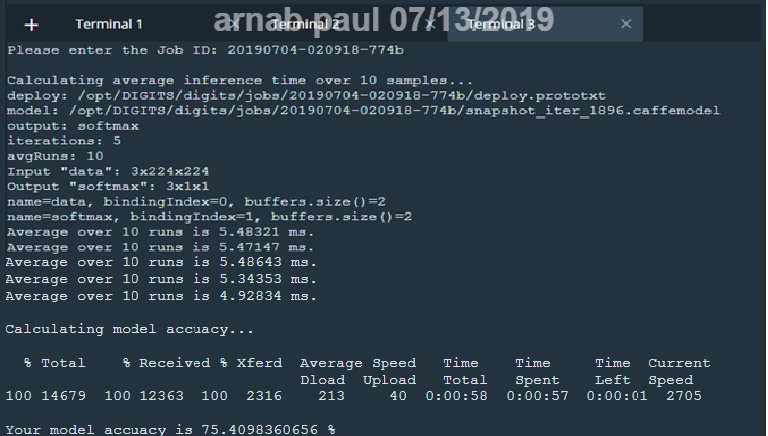 arnab.paul 07/13/2019
+ Terminal 1 × Terminal 2 × Terminal 3 ×
Please enter the Job ID: 20190704-020918-774b
Calculating average inference time over 10 samples...
deploy: /opt/DIGITS/digits/jobs/20190704-020918-774b/deploy.prototxt
model: /opt/DIGITS/digits/jobs/20190704-020918-774b/snapshot_iter_1896.caffemodel
output: softmax
iterations: 5
avgRuns: 10
Input "data": 3x224x224
Output "softmax": 3x1x1
name=data, bindingIndex=0, buffers.size()=2
name=softmax, bindingIndex=1, buffers.size()=2
Average over 10 runs is 5.48321 ms.
Average over 10 runs is 5.47147 ms.
Average over 10 runs is 5.48643 ms.
Average over 10 runs is 5.34353 ms.
Average over 10 runs is 4.92834 ms.
Calculating model accuacy...
% Total % Received % Xferd Average Speed Time Time Time Current
Dload Upload Total Spent Left Speed
100 14679 100 12363 100 2316 213 40 0:00:58 0:00:57 0:00:01 2705
Your model accuacy is 75.4098360656 %